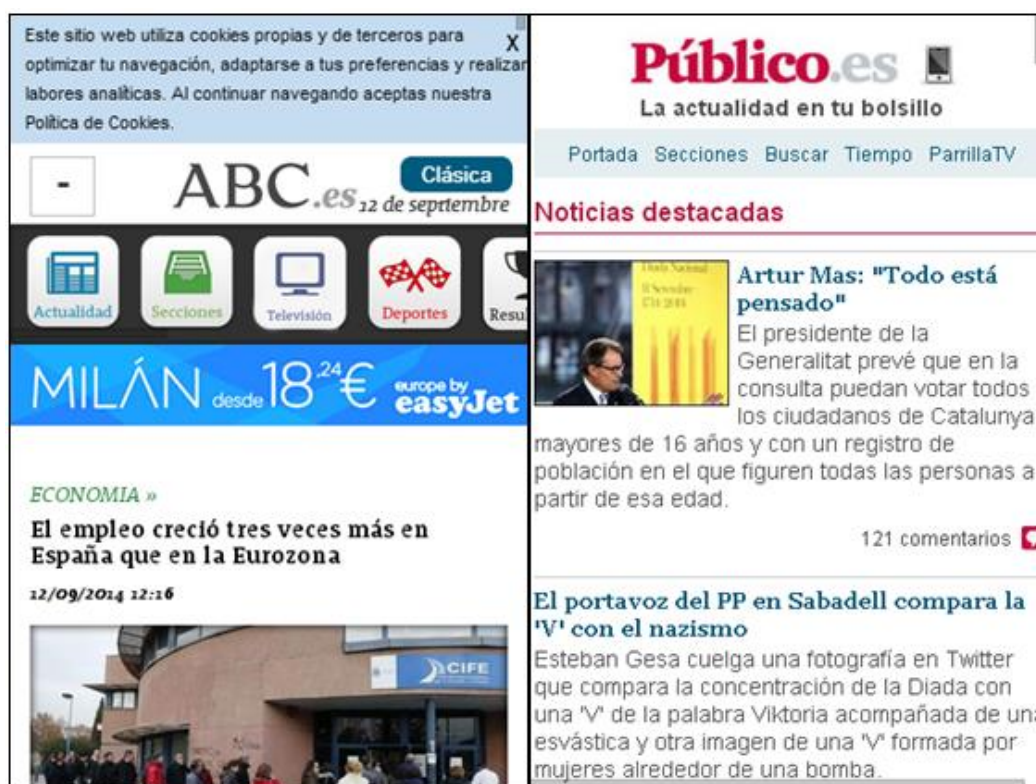 Este sitio web utiliza cookies propias y de terceros para
X
optimizar tu navegación, adaptarse a tus preferencias y realizar
labores analíticas. Al continuar navegando aceptas nuestra
Política de Cookies.
-
ABC.es
Clásica
12 de septiembre
Actualidad
Secciones
Televisión
Deportes
Resu
MILÁN desde 18,24€ europe by
easyJet
ECONOMIA »
El empleo creció tres veces más en
España que en la Eurozona
12/09/2014 12:16
CIFE
Público.es
La actualidad en tu bolsillo
Portada Secciones Buscar Tiempo ParrillaTV
Noticias destacadas
Diada Nacional
11 Setembre
1714-2014
Artur Mas: "Todo está
pensado"
El presidente de la
Generalitat prevé que en la
consulta puedan votar todos
los ciudadanos de Catalunya
mayores de 16 años y con un registro de
población en el que figuren todas las personas a
partir de esa edad.
121 comentarios
El portavoz del PP en Sabadell compara la
'V' con el nazismo
Esteban Gesa cuelga una fotografía en Twitter
que compara la concentración de la Diada con
una 'V' de la palabra Viktoria acompañada de una
esvástica y otra imagen de una 'V' formada por
mujeres alrededor de una bomba.